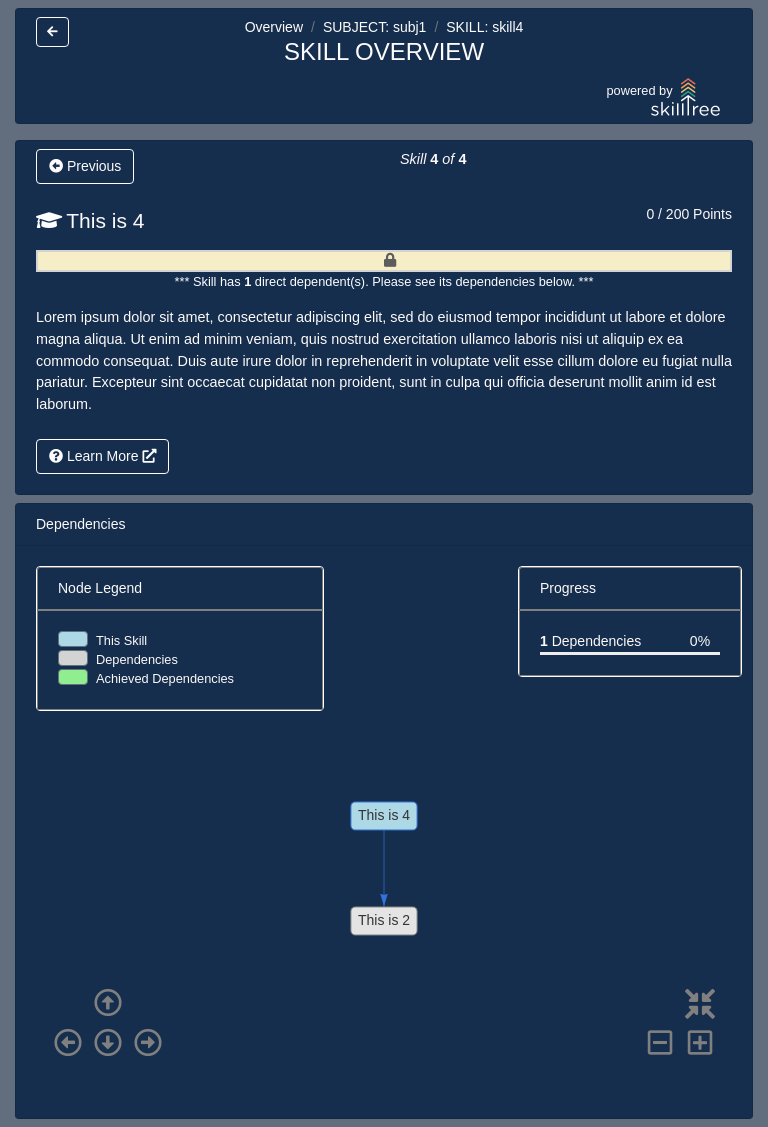 Overview / SUBJECT: subj1 / SKILL: skill4
SKILL OVERVIEW
powered by
skilltree
Previous
Skill 4 of 4
This is 4
0 / 200 Points
*** Skill has 1 direct dependent(s). Please see its dependencies below. ***
Lorem ipsum dolor sit amet, consectetur adipiscing elit, sed do eiusmod tempor incididunt ut labore et dolore
magna aliqua. Ut enim ad minim veniam, quis nostrud exercitation ullamco laboris nisi ut aliquip ex ea
commodo consequat. Duis aute irure dolor in reprehenderit in voluptate velit esse cillum dolore eu fugiat nulla
pariatur. Excepteur sint occaecat cupidatat non proident, sunt in culpa qui officia deserunt mollit anim id est
laborum.
Learn More
Dependencies
Node Legend
This Skill
Dependencies
Achieved Dependencies
Progress
1 Dependencies 0%
This is 4
This is 2